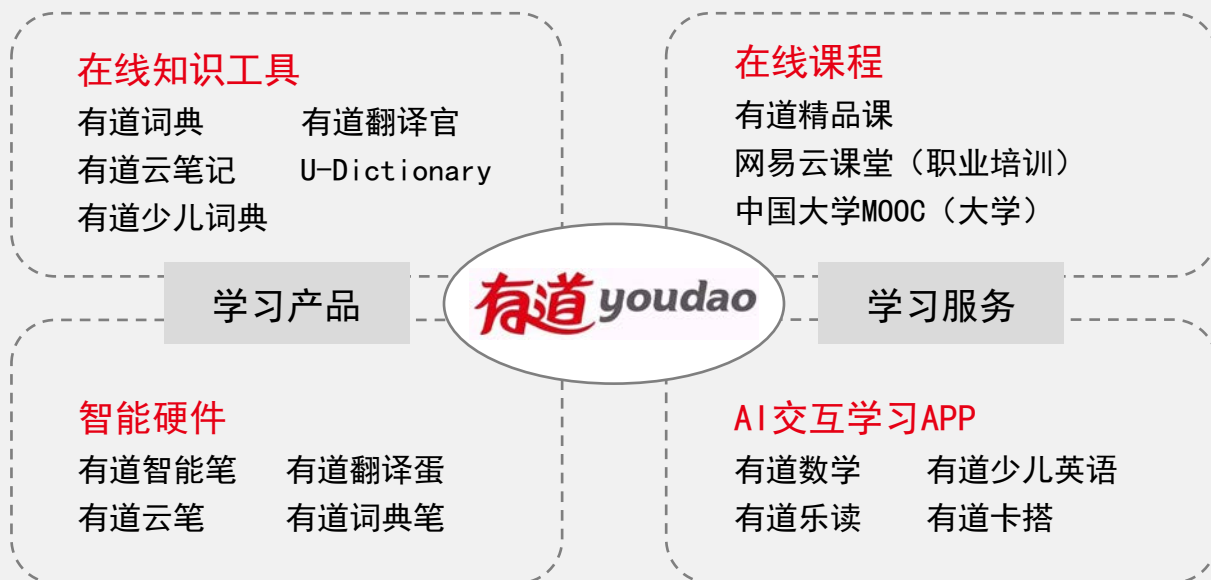 在线知识工具
有道词典 有道翻译官
有道云笔记 U-Dictionary
有道少儿词典
在线课程
有道精品课
网易云课堂（职业培训）
中国大学MOOC（大学）
学习产品
有道 youdao
学习服务
智能硬件
有道智能笔 有道翻译蛋
有道云笔 有道词典笔
AI交互学习APP
有道数学 有道少儿英语
有道乐读 有道卡搭